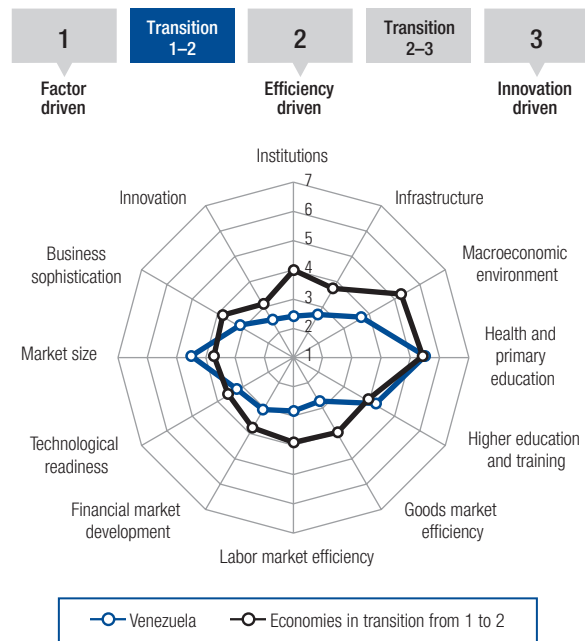 1
Transition
1–2
2
Transition
2–3
3
Factor
driven
Efficiency
driven
Innovation
driven
Institutions
7
Innovation
Infrastructure
6
5
Business
sophistication
Macroeconomic
environment
4
3
2
Market size
1
Health and
primary
education
Technological
readiness
Higher education
and training
Financial market
development
Goods market
efficiency
Labor market efficiency
Venezuela
Economies in transition from 1 to 2